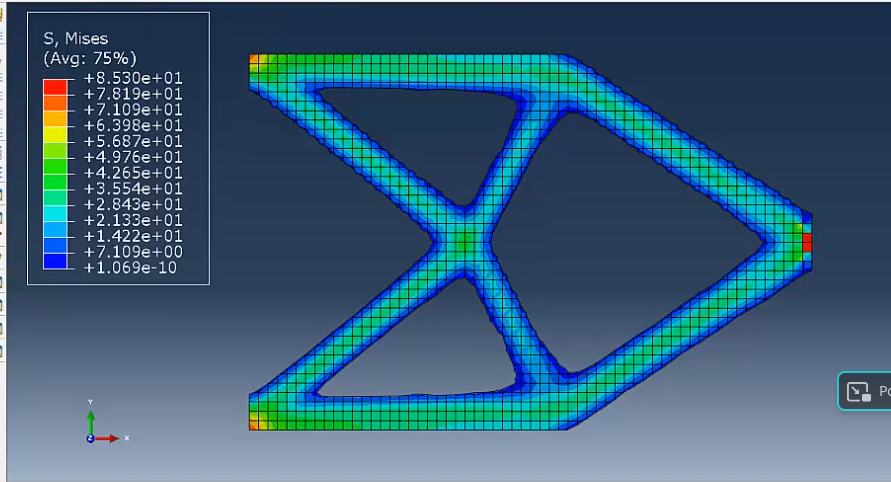 S, Mises
(Avg: 75%)
+8.530e+01
+7.819e+01
+7.109e+01
+6.398e+01
+5.687e+01
+4.976e+01
+4.265e+01
+3.554e+01
+2.843e+01
+2.133e+01
+1.422e+01
+7.109e+00
+1.069e-10
Y
Z
X
Po